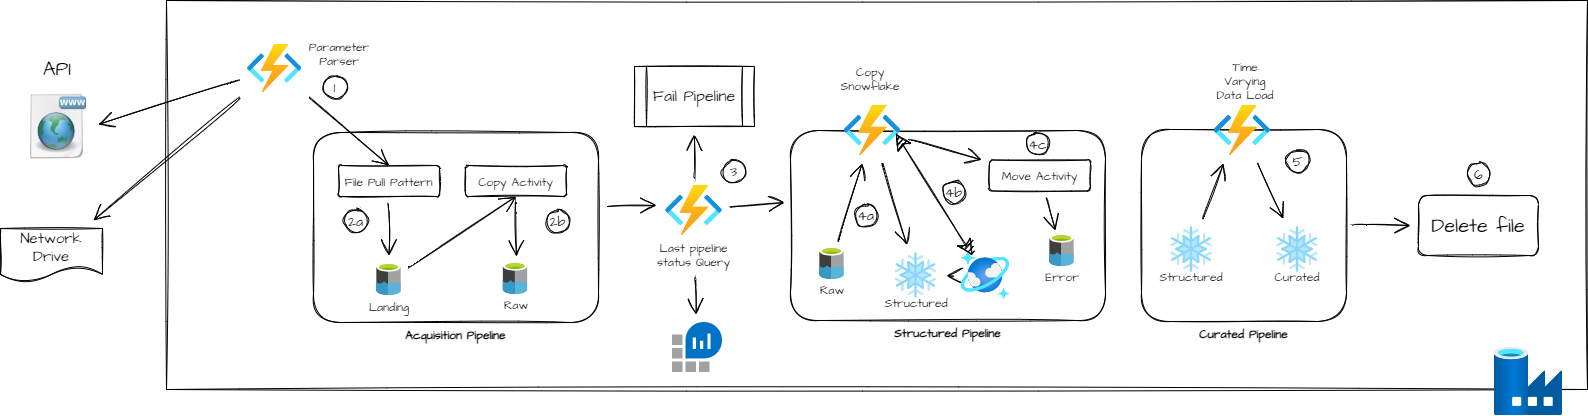 API
www
Network
Drive
Parameter
Parser
1
File Pull Pattern
Copy Activity
2a
2b
Landing
Raw
Acquisition Pipeline
Fail Pipeline
3
Last pipeline
status Query
Copy
Snowflake
4a
4b
4c
Move Activity
Raw
Structured
Error
Structured Pipeline
Time
Varying
Data Load
5
Structured
Curated
Curated Pipeline
6
Delete file